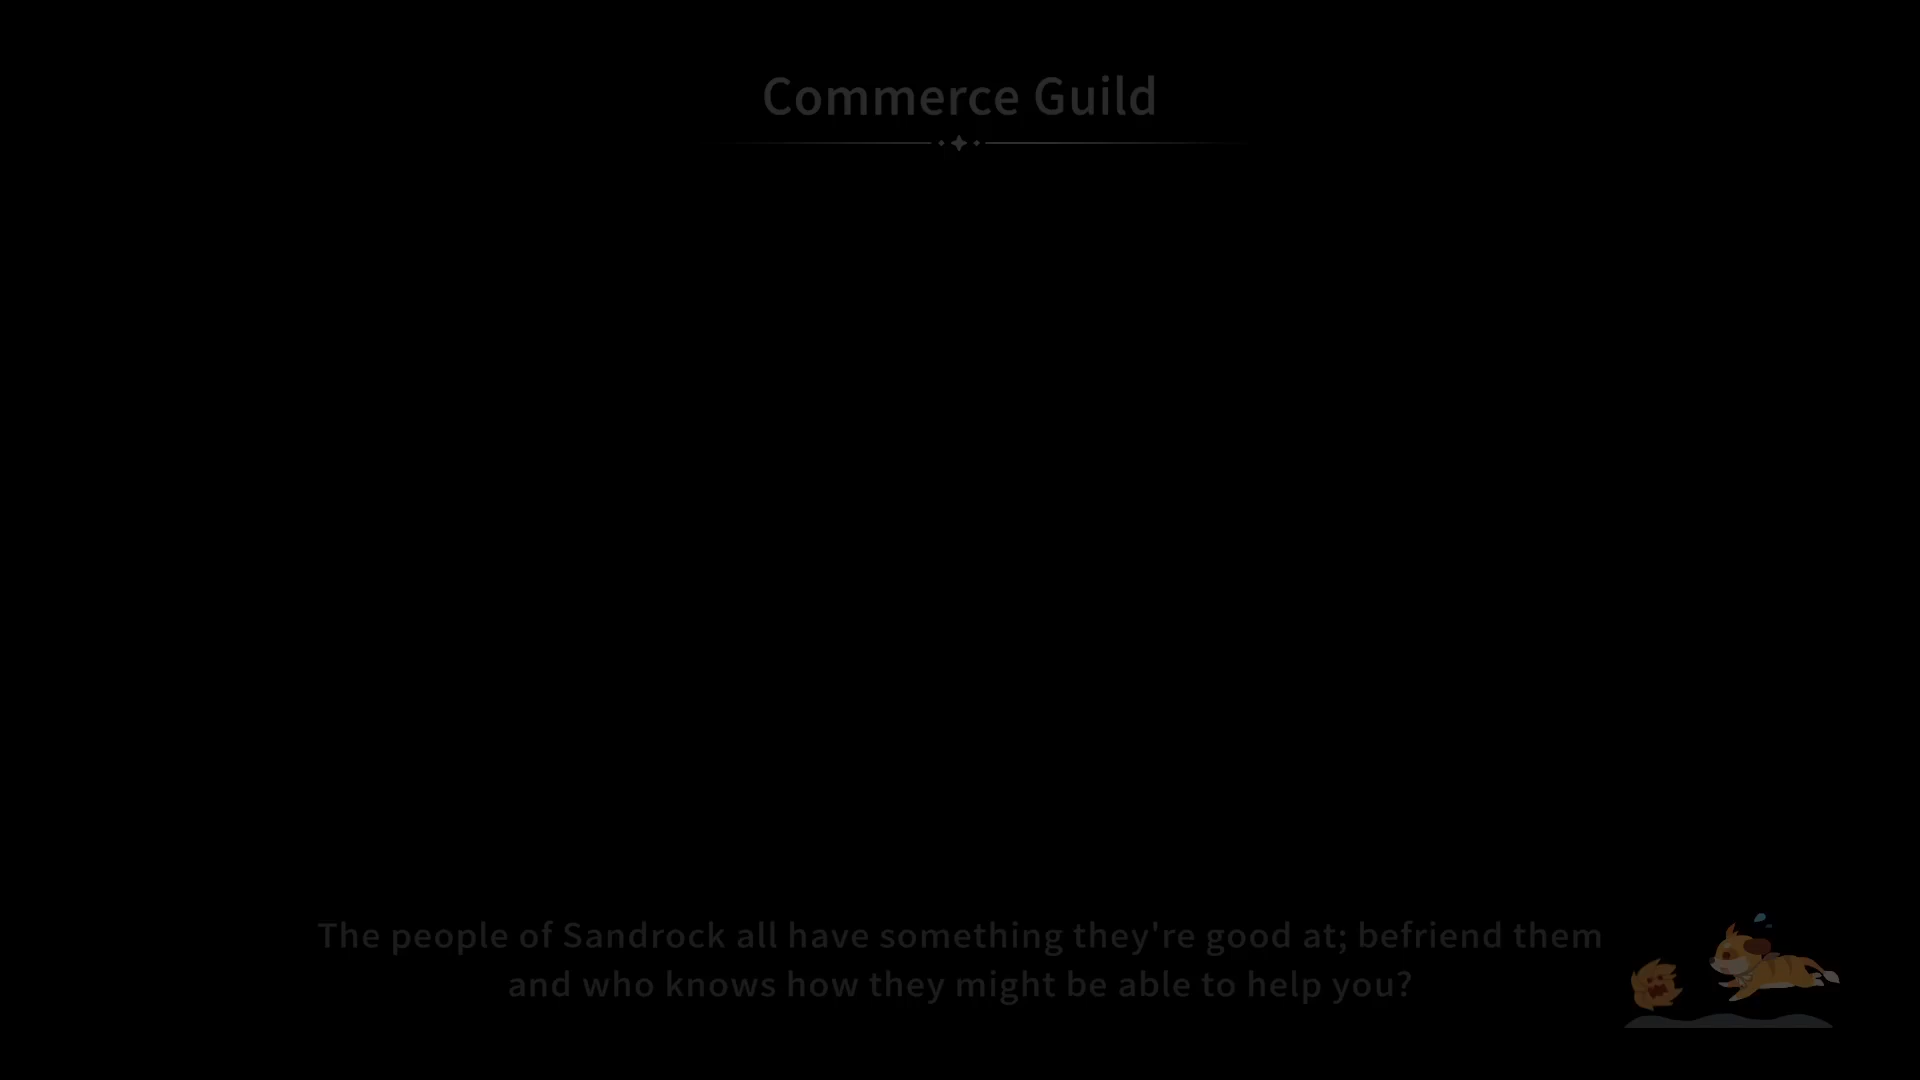 Commerce Guild
The people of Sandrock all have something they're good at; befriend them
and who knows how they might be able to help you?